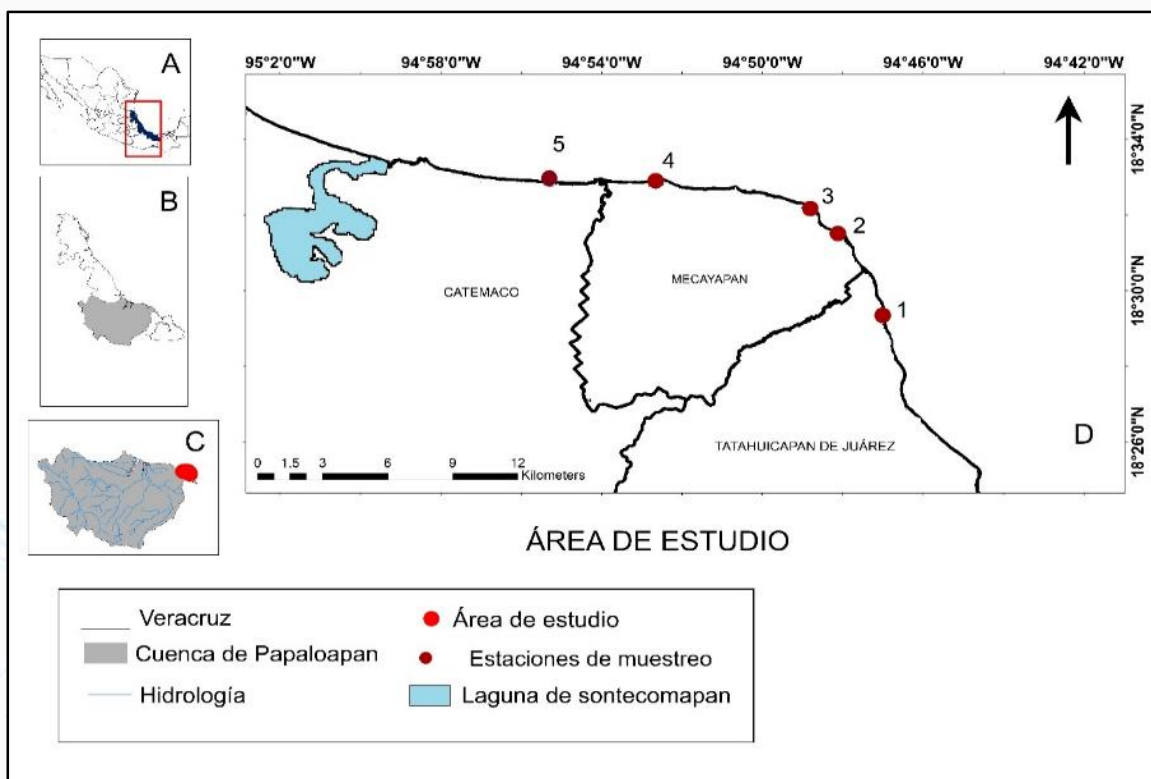 A
B
C
95°2'0"W 94°58'0"W 94°54'0"W 94°50'0"W 94°46'0"W 94°42'0"W
18°34'0"N
18°30'0"N
18°26'0"N
5
4
3
2
1
CATEMACO
MECAYAPAN
TATAHUICAPAN DE JUÁREZ
D
0 1.5 3 6 9 12
Kilometers
ÁREA DE ESTUDIO
Veracruz
Cuenca de Papaloapan
Hidrología
Área de estudio
Estaciones de muestreo
Laguna de sontecomapan